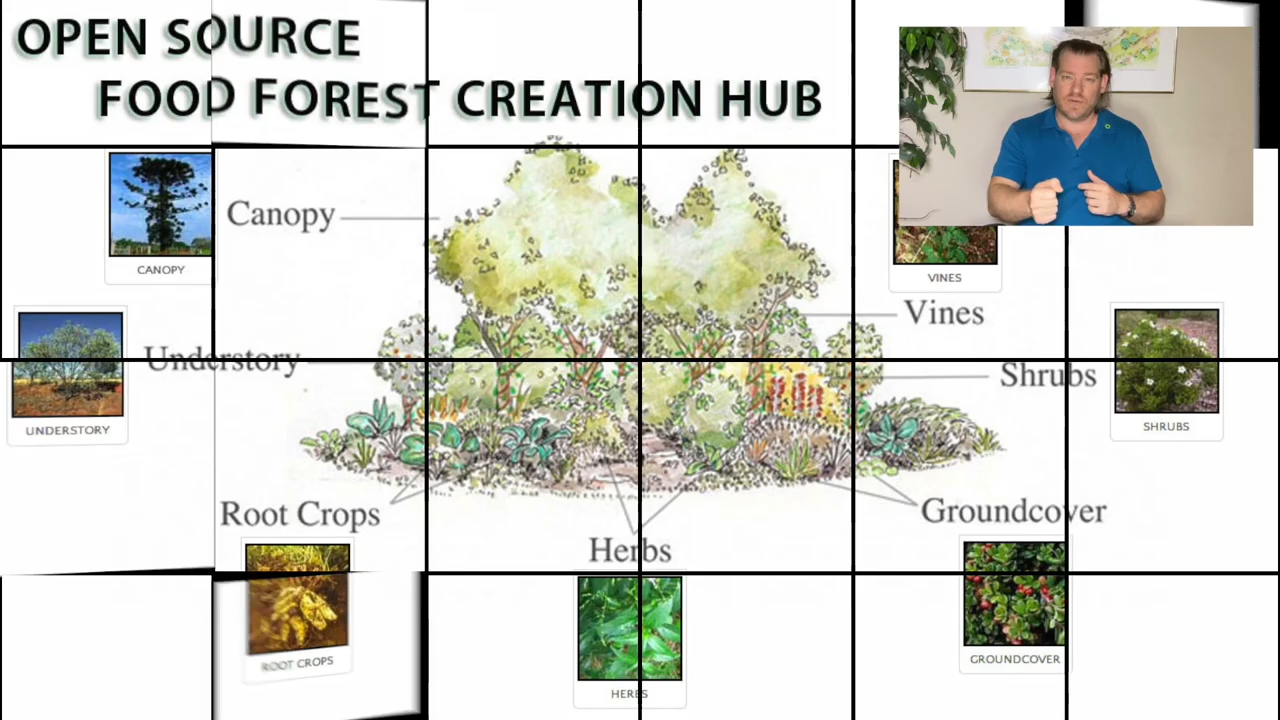 OPEN SOURCE
FOOD FOREST CREATION HUB
Canopy
CANOPY
VINES
Vines
Understory
Shrubs
UNDERSTORY
SHRUBS
Root Crops
Groundcover
Herbs
ROOT CROPS
GROUNDCOVER
HERBS